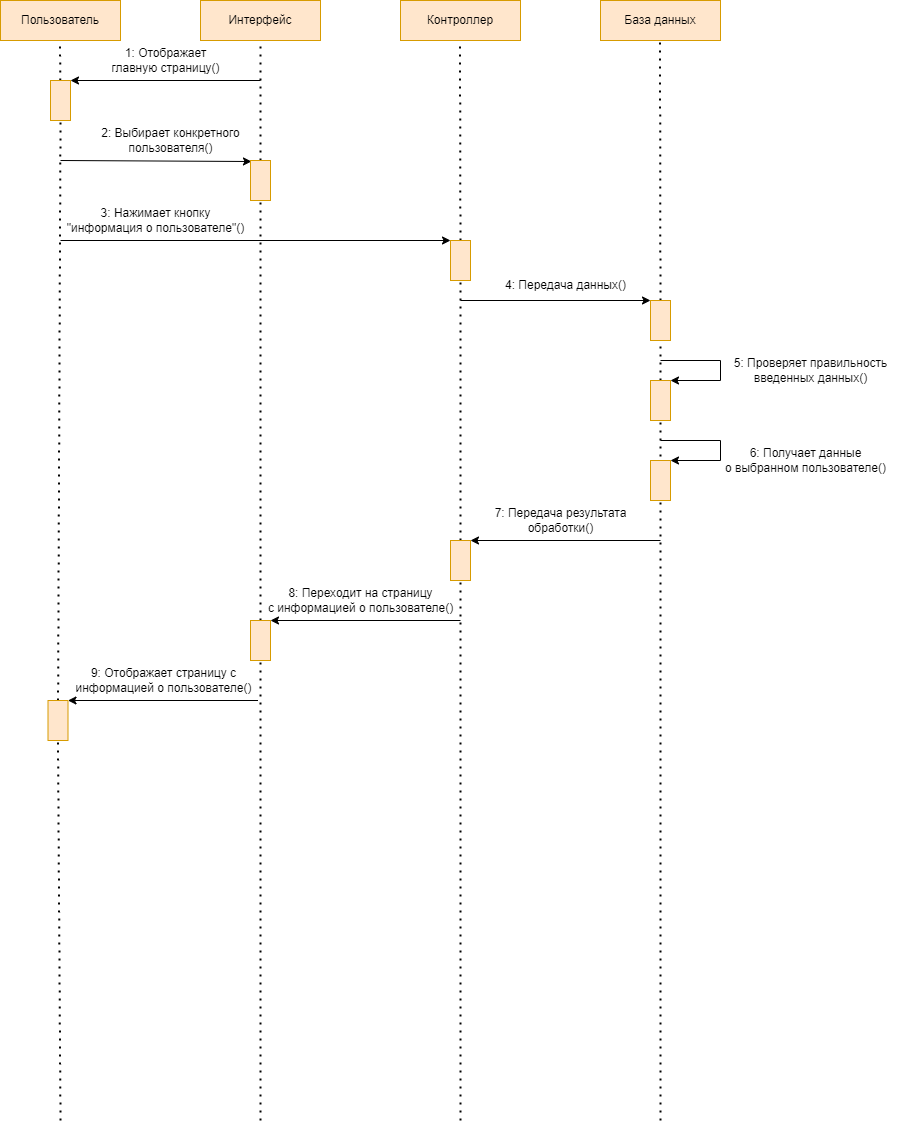 Пользователь
Интерфейс
Контроллер
База данных
1: Отображает
главную страницу()
2: Выбирает конкретного
пользователя()
3: Нажимает кнопку
"информация о пользователе"()
4: Передача данных()
5: Проверяет правильность
введенных данных()
6: Получает данные
о выбранном пользователе()
7: Передача результата
обработки()
8: Переходит на страницу
с информацией о пользователе()
9: Отображает страницу с
информацией о пользователе()